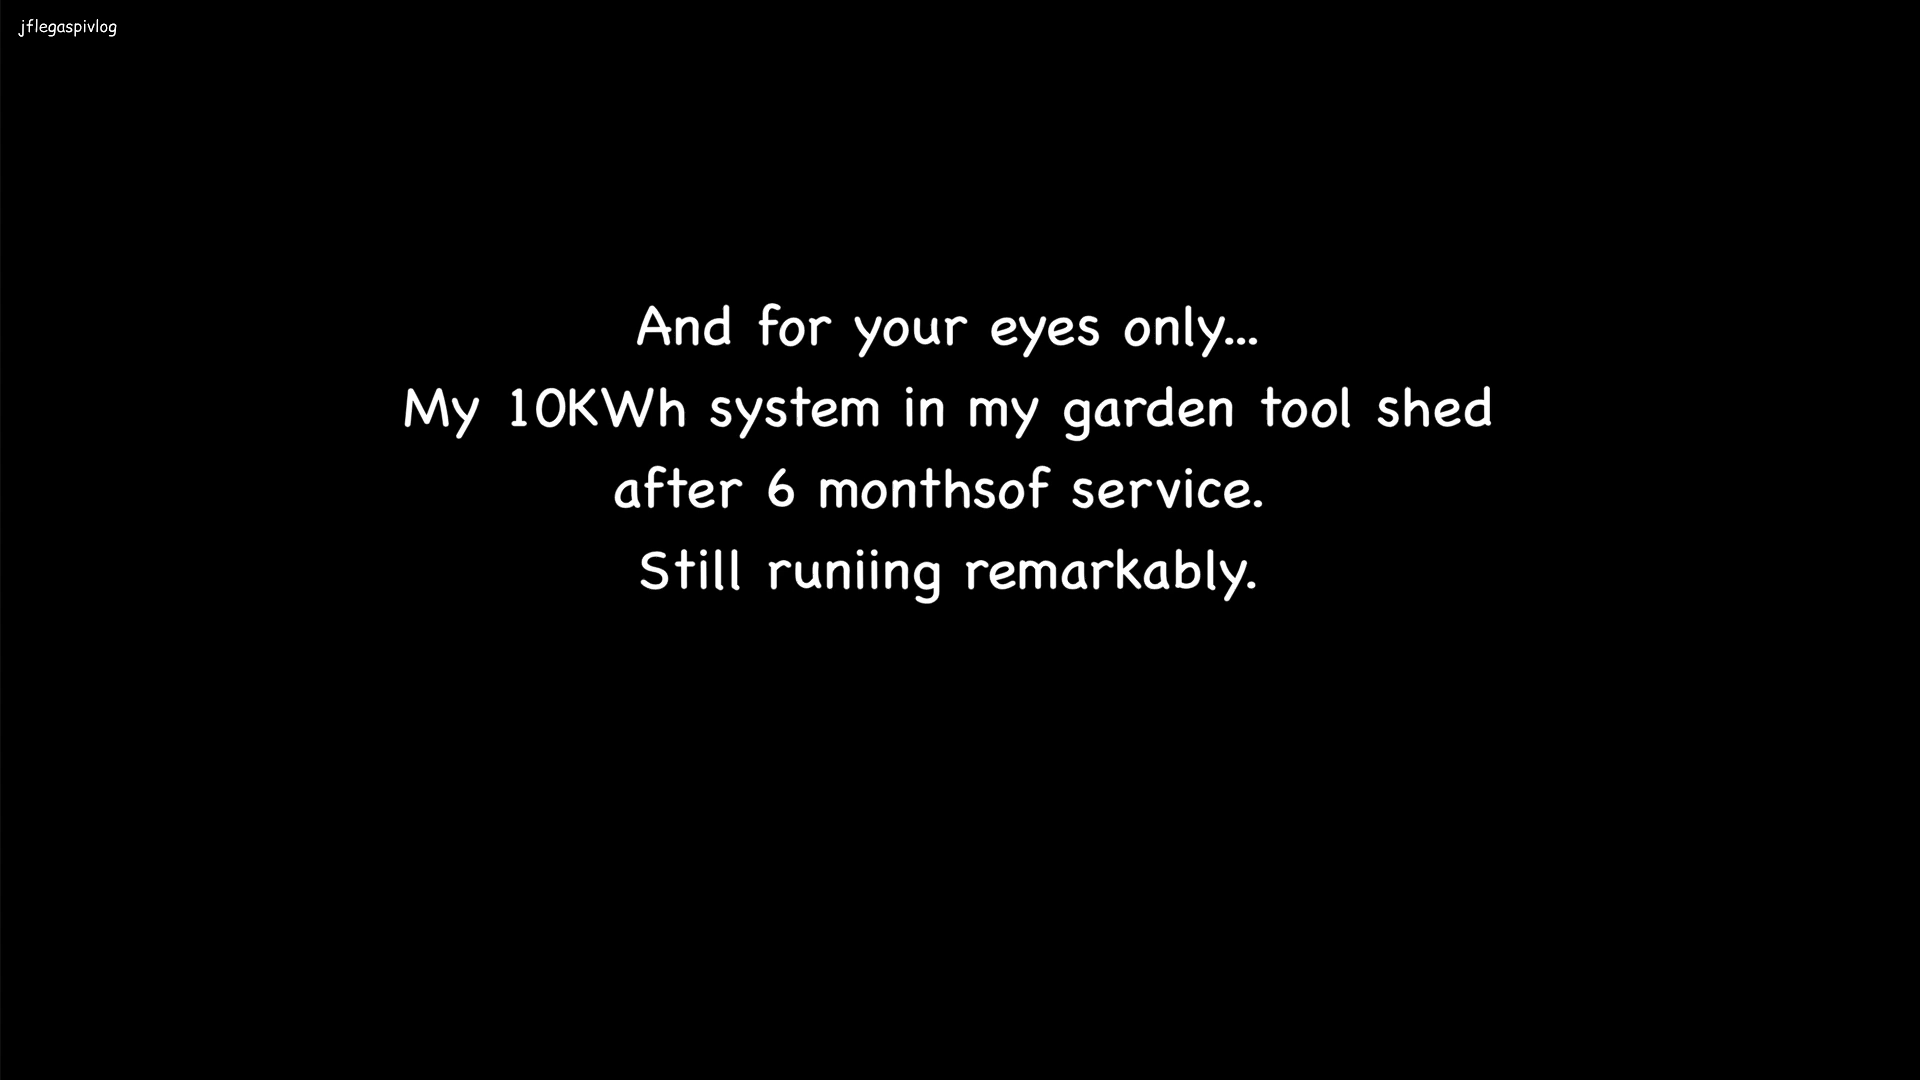 jflegaspivlog
And for your eyes only...
My 10KWh system in my garden tool shed
after 6 monthsof service.
Still runiing remarkably.